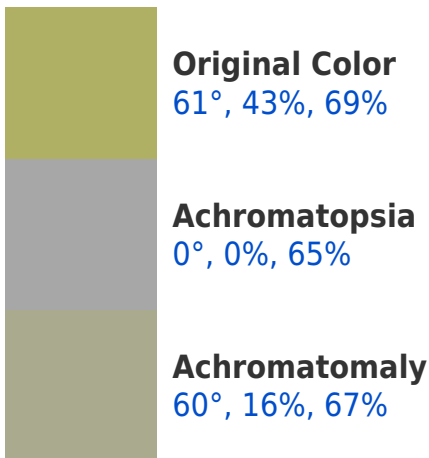 Original Color
61°, 43%, 69%
Achromatopsia
0°, 0%, 65%
Achromatomaly
60°, 16%, 67%